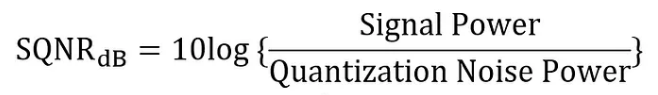 SQNR_dB = 10log {Signal Power / Quantization Noise Power}